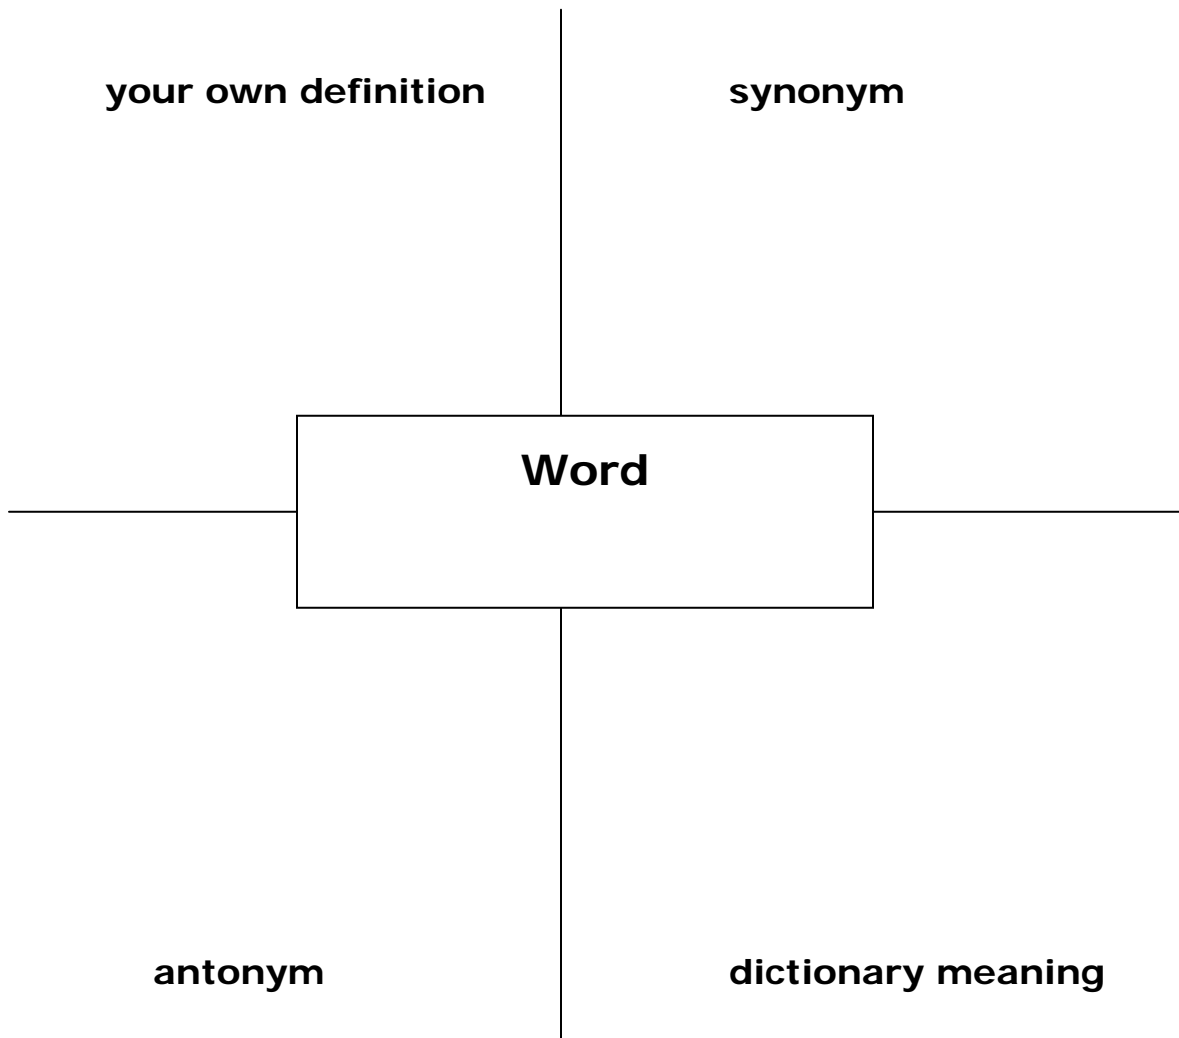 your own definition
synonym
Word
antonym
dictionary meaning